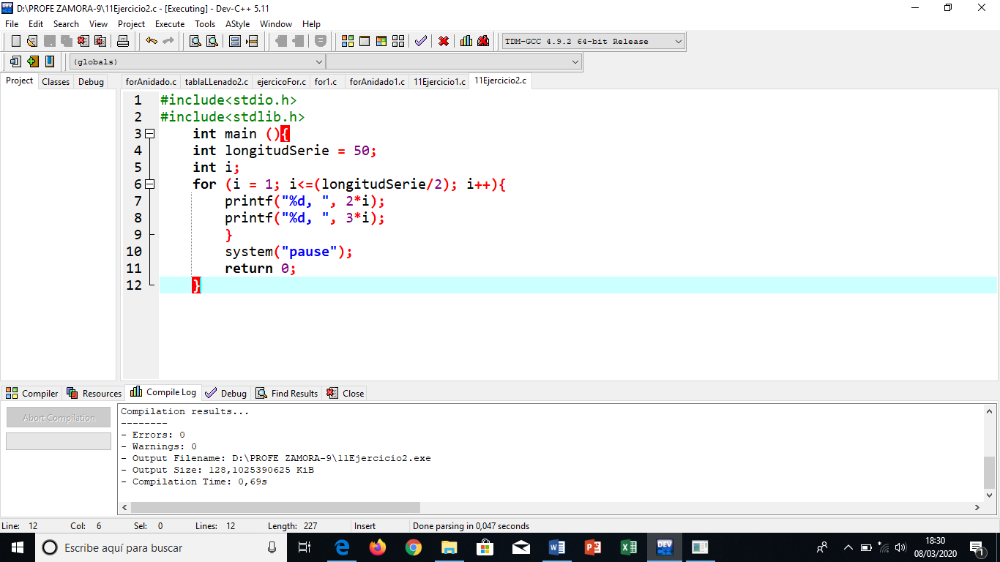 D:\PROFE ZAMORA-9\11Ejercicio2.c - [Executing] - Dev-C++ 5.11
File Edit Search View Project Execute Tools AStyle Window Help
TDM-GCC 4.9.2 64-bit Release
(globals)
Project Classes Debug forAnidado.c tablaLLenado2.c ejercicoFor.c for1.c forAnidado1.c 11Ejercicio1.c 11Ejercicio2.c
1 #include<stdio.h>
2 #include<stdlib.h>
3 int main (){
4 int longitudSerie = 50;
5 int i;
6 for (i = 1; i<=(longitudSerie/2); i++){
7 printf("%d, ", 2*i);
8 printf("%d, ", 3*i);
9 }
10 system("pause");
11 return 0;
12 }
Compiler Resources Compile Log Debug Find Results Close
Abort Compilation
Compilation results...
--------
- Errors: 0
- Warnings: 0
- Output Filename: D:\PROFE ZAMORA-9\11Ejercicio2.exe
- Output Size: 128,1025390625 KiB
- Compilation Time: 0,69s
Line: 12 Col: 6 Sel: 0 Lines: 12 Length: 227 Insert Done parsing in 0,047 seconds
Escribe aquí para buscar
DEV
18:30
08/03/2020
1